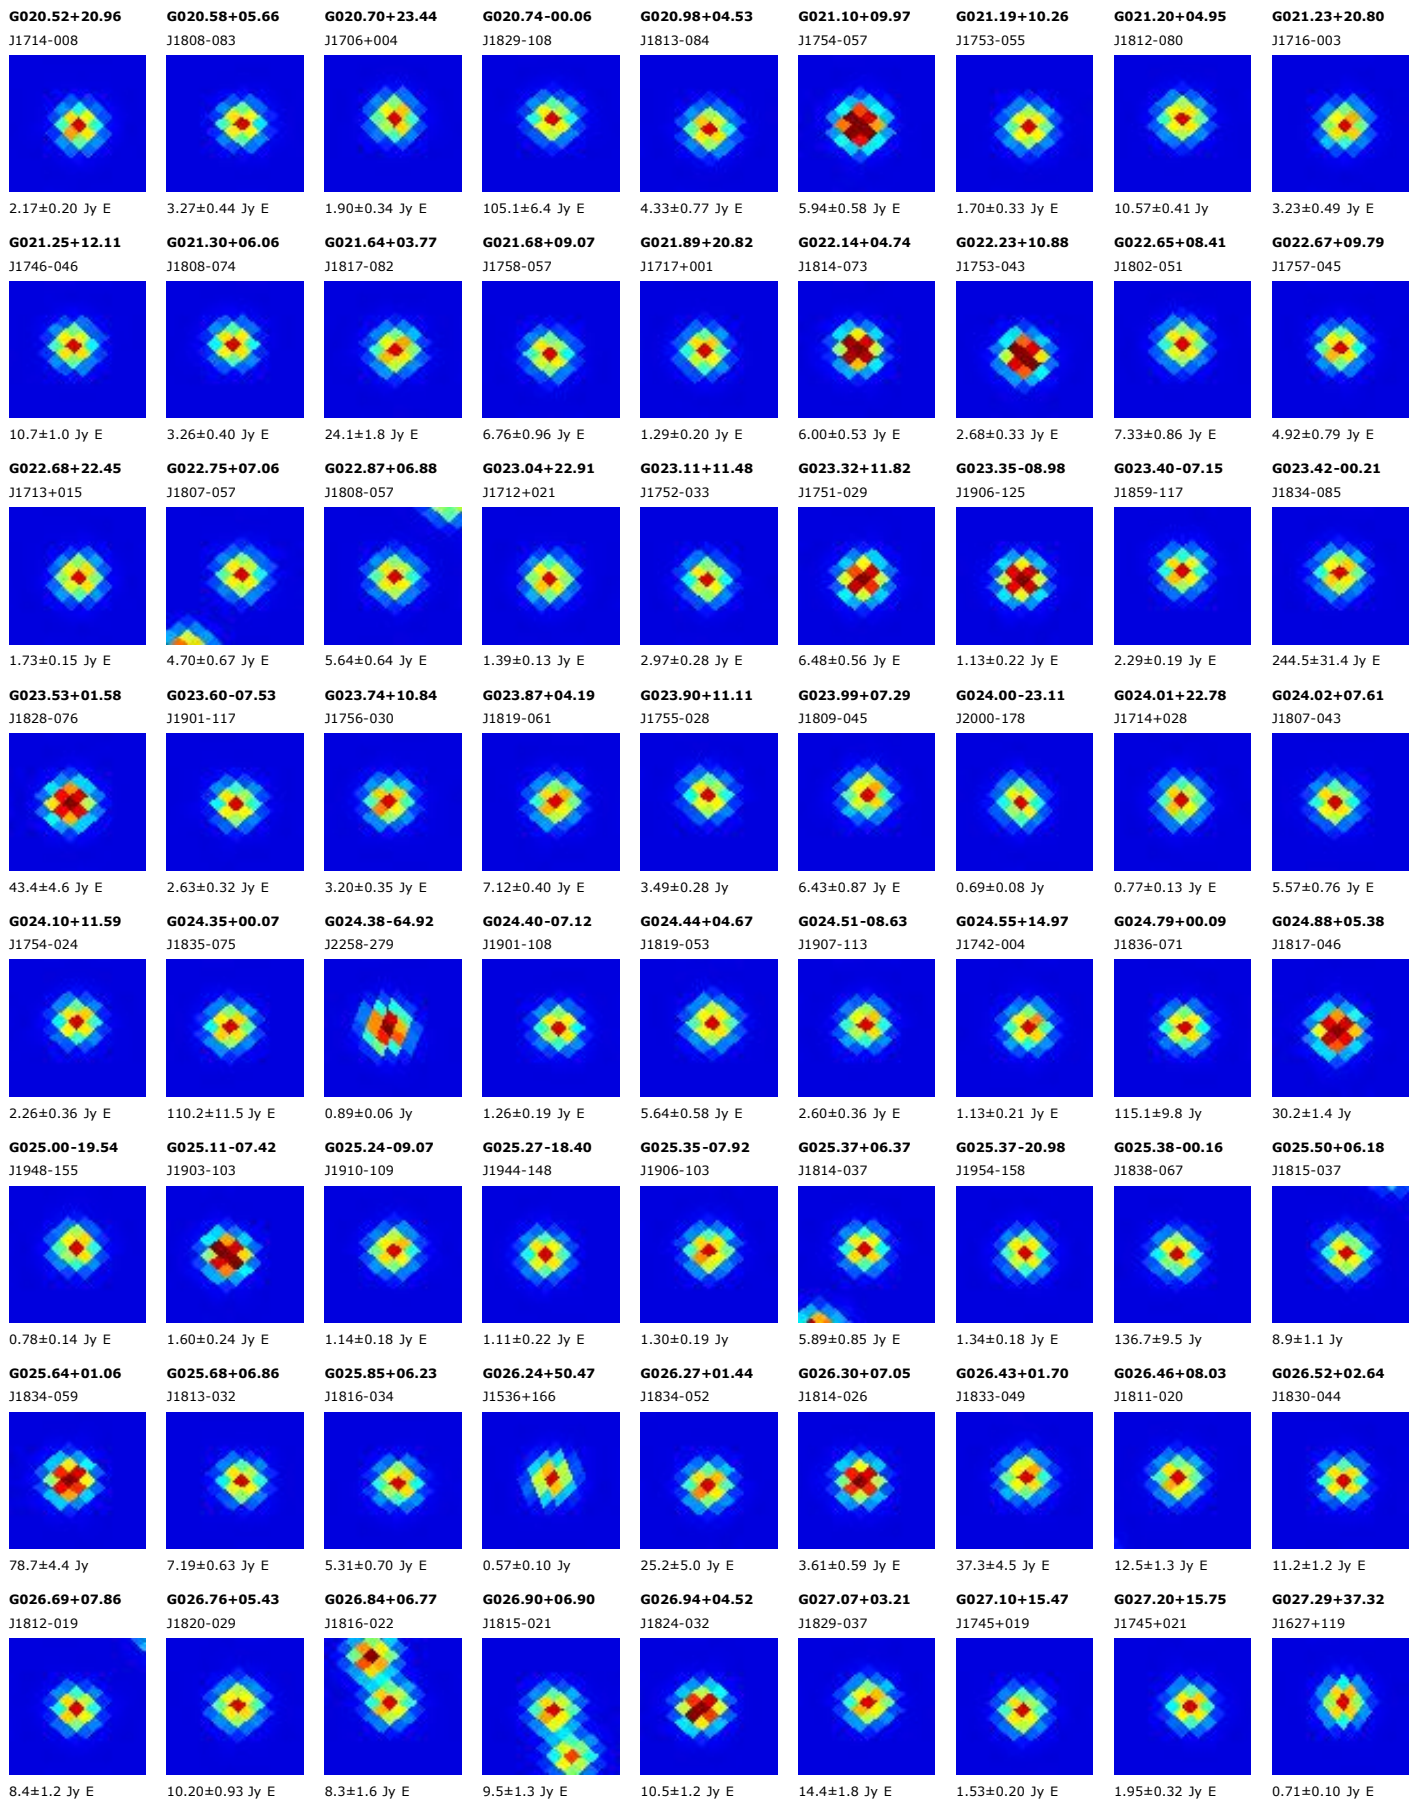 G020.52+20.96 G020.58+05.66 G020.70+23.44 G020.74-00.06 G020.98+04.53 G021.10+09.97 G021.19+10.26 G021.20+04.95 G021.23+20.80
J1714-008 J1808-083 J1706+004 J1829-108 J1813-084 J1754-057 J1753-055 J1812-080 J1716-003
2.17±0.20 Jy E 3.27±0.44 Jy E 1.90±0.34 Jy E 105.1±6.4 Jy E 4.33±0.77 Jy E 5.94±0.58 Jy E 1.70±0.33 Jy E 10.57±0.41 Jy 3.23±0.49 Jy E
G021.25+12.11 G021.30+06.06 G021.64+03.77 G021.68+09.07 G021.89+20.82 G022.14+04.74 G022.23+10.88 G022.65+08.41 G022.67+09.79
J1746-046 J1808-074 J1817-082 J1758-057 J1717+001 J1814-073 J1753-043 J1802-051 J1757-045
10.7±1.0 Jy E 3.26±0.40 Jy E 24.1±1.8 Jy E 6.76±0.96 Jy E 1.29±0.20 Jy E 6.00±0.53 Jy E 2.68±0.33 Jy E 7.33±0.86 Jy E 4.92±0.79 Jy E
G022.68+22.45 G022.75+07.06 G022.87+06.88 G023.04+22.91 G023.11+11.48 G023.32+11.82 G023.35-08.98 G023.40-07.15 G023.42-00.21
J1713+015 J1807-057 J1808-057 J1712+021 J1752-033 J1751-029 J1906-125 J1859-117 J1834-085
1.73±0.15 Jy E 4.70±0.67 Jy E 5.64±0.64 Jy E 1.39±0.13 Jy E 2.97±0.28 Jy E 6.48±0.56 Jy E 1.13±0.22 Jy E 2.29±0.19 Jy E 244.5±31.4 Jy E
G023.53+01.58 G023.60-07.53 G023.74+10.84 G023.87+04.19 G023.90+11.11 G023.99+07.29 G024.00-23.11 G024.01+22.78 G024.02+07.61
J1828-076 J1901-117 J1756-030 J1819-061 J1755-028 J1809-045 J2000-178 J1714+028 J1807-043
43.4±4.6 Jy E 2.63±0.32 Jy E 3.20±0.35 Jy E 7.12±0.40 Jy E 3.49±0.28 Jy 6.43±0.87 Jy E 0.69±0.08 Jy 0.77±0.13 Jy E 5.57±0.76 Jy E
G024.10+11.59 G024.35+00.07 G024.38-64.92 G024.40-07.12 G024.44+04.67 G024.51-08.63 G024.55+14.97 G024.79+00.09 G024.88+05.38
J1754-024 J1835-075 J2258-279 J1901-108 J1819-053 J1907-113 J1742-004 J1836-071 J1817-046
2.26±0.36 Jy E 110.2±11.5 Jy E 0.89±0.06 Jy 1.26±0.19 Jy E 5.64±0.58 Jy E 2.60±0.36 Jy E 1.13±0.21 Jy E 115.1±9.8 Jy 30.2±1.4 Jy
G025.00-19.54 G025.11-07.42 G025.24-09.07 G025.27-18.40 G025.35-07.92 G025.37+06.37 G025.37-20.98 G025.38-00.16 G025.50+06.18
J1948-155 J1903-103 J1910-109 J1944-148 J1906-103 J1814-037 J1954-158 J1838-067 J1815-037
0.78±0.14 Jy E 1.60±0.24 Jy E 1.14±0.18 Jy E 1.11±0.22 Jy E 1.30±0.19 Jy 5.89±0.85 Jy E 1.34±0.18 Jy E 136.7±9.5 Jy 8.9±1.1 Jy
G025.64+01.06 G025.68+06.86 G025.85+06.23 G026.24+50.47 G026.27+01.44 G026.30+07.05 G026.43+01.70 G026.46+08.03 G026.52+02.64
J1834-059 J1813-032 J1816-034 J1536+166 J1834-052 J1814-026 J1833-049 J1811-020 J1830-044
78.7±4.4 Jy 7.19±0.63 Jy E 5.31±0.70 Jy E 0.57±0.10 Jy 25.2±5.0 Jy E 3.61±0.59 Jy E 37.3±4.5 Jy E 12.5±1.3 Jy E 11.2±1.2 Jy E
G026.69+07.86 G026.76+05.43 G026.84+06.77 G026.90+06.90 G026.94+04.52 G027.07+03.21 G027.10+15.47 G027.20+15.75 G027.29+37.32
J1812-019 J1820-029 J1816-022 J1815-021 J1824-032 J1829-037 J1745+019 J1745+021 J1627+119
8.4±1.2 Jy E 10.20±0.93 Jy E 8.3±1.6 Jy E 9.5±1.3 Jy E 10.5±1.2 Jy E 14.4±1.8 Jy E 1.53±0.20 Jy E 1.95±0.32 Jy E 0.71±0.10 Jy E